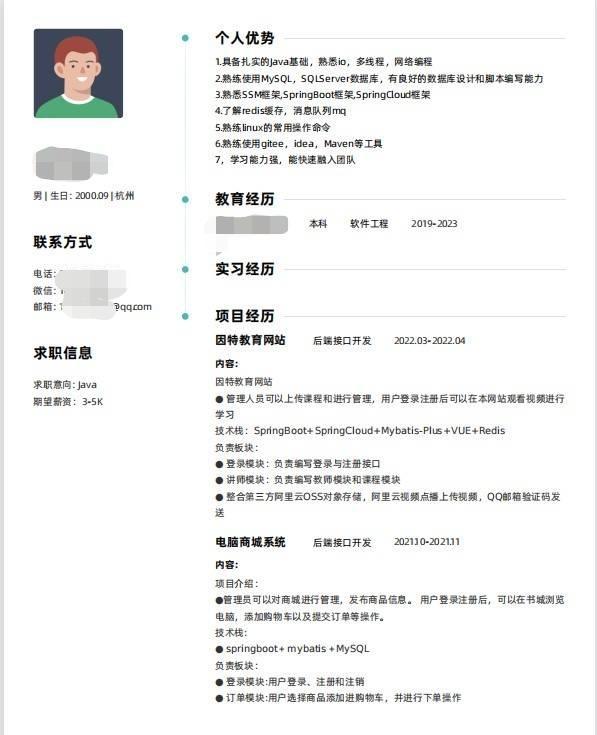 男 | 生日: 2000.09 | 杭州
联系方式
电话:
微信:
邮箱: @qq.com
求职信息
求职意向: Java
期望薪资: 3-5K
个人优势
1.具备扎实的Java基础，熟悉io，多线程，网络编程
2.熟练使用MySQL，SQLServer数据库，有良好的数据库设计和脚本编写能力
3.熟悉SSM框架,SpringBoot框架,SpringCloud框架
4.了解redis缓存，消息队列mq
5.熟练linux的常用操作命令
6.熟练使用gitee，idea，Maven等工具
7，学习能力强，能快速融入团队
教育经历
本科 软件工程 2019-2023
实习经历
项目经历
因特教育网站 后端接口开发 2022.03-2022.04
内容:
因特教育网站
● 管理人员可以上传课程和进行管理，用户登录注册后可以在本网站观看视频进行
学习
技术栈：SpringBoot+SpringCloud+Mybatis-Plus+VUE+Redis
负责板块：
● 登录模块：负责编写登录与注册接口
● 讲师模块：负责编写教师模块和课程模块
● 整合第三方阿里云OSS对象存储，阿里云视频点播上传视频，QQ邮箱验证码发
送
电脑商城系统 后端接口开发 2021.10-2021.11
内容:
项目介绍：
●管理员可以对商城进行管理，发布商品信息。 用户登录注册后，可以在书城浏览
电脑，添加购物车以及提交订单等操作。
技术栈：
● springboot+ mybatis +MySQL
负责板块：
● 登录模块:用户登录、注册和注销
● 订单模块:用户选择商品添加进购物车，并进行下单操作